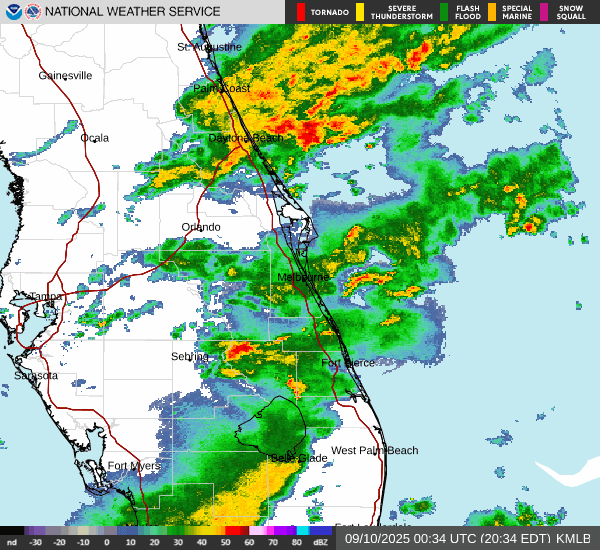 NATIONAL WEATHER SERVICE
TORNADO
SEVERE THUNDERSTORM
FLASH FLOOD
SPECIAL MARINE
SNOW SQUALL
St. Augustine
Gainesville
Palm Coast
Ocala
Daytona Beach
Orlando
Melbourne
Tampa
Sebring
Fort Pierce
Sarasota
West Palm Beach
Belle Glade
Fort Myers
nd -30 -20 -10 0 10 20 30 40 50 60 70 80 dBZ
09/10/2025 00:34 UTC (20:34 EDT) KMLB